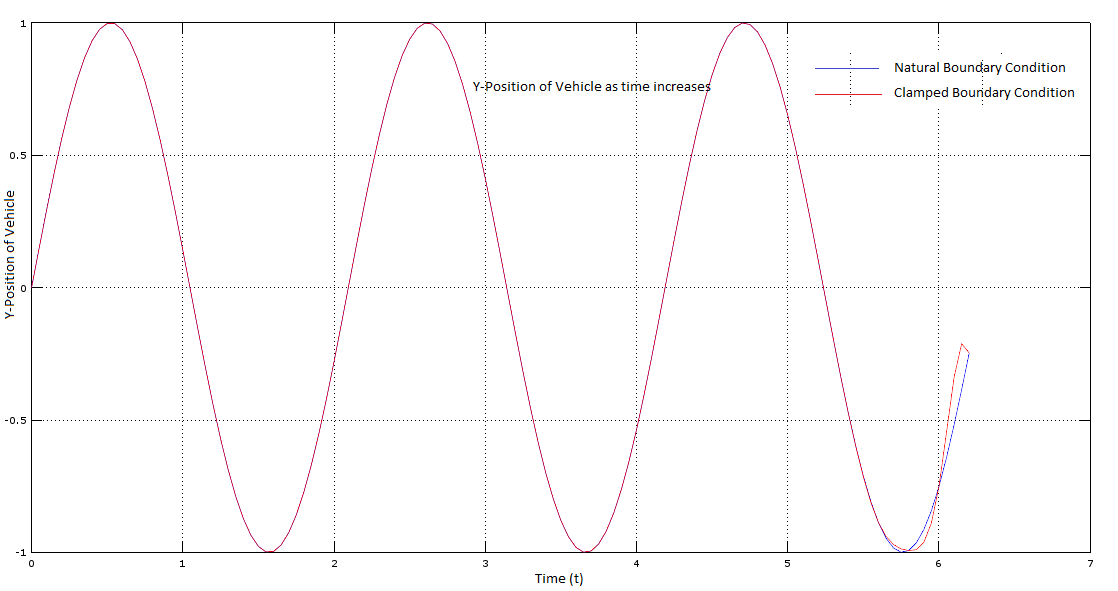 Y-Position of Vehicle as time increases
Natural Boundary Condition
Clamped Boundary Condition
Y-Position of Vehicle
1
0.5
0
-0.5
-1
0 1 2 3 4 5 6 7
Time (t)